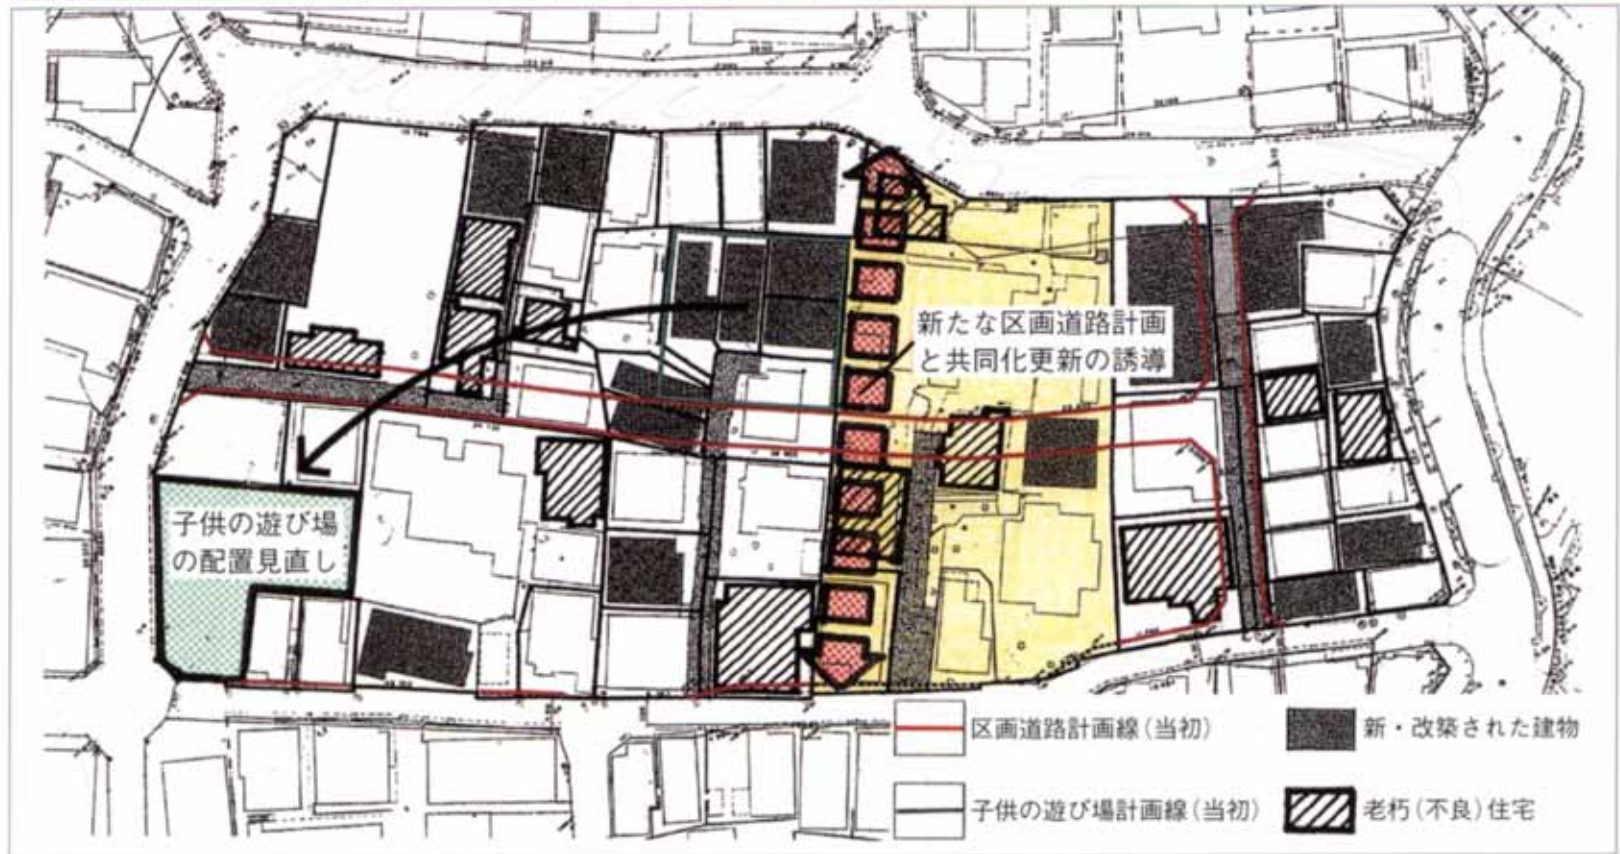 新たな区画道路計画
と共同化更新の誘導
子供の遊び場
の配置見直し
区画道路計画線(当初)
新・改築された建物
子供の遊び場計画線(当初)
老朽(不良)住宅